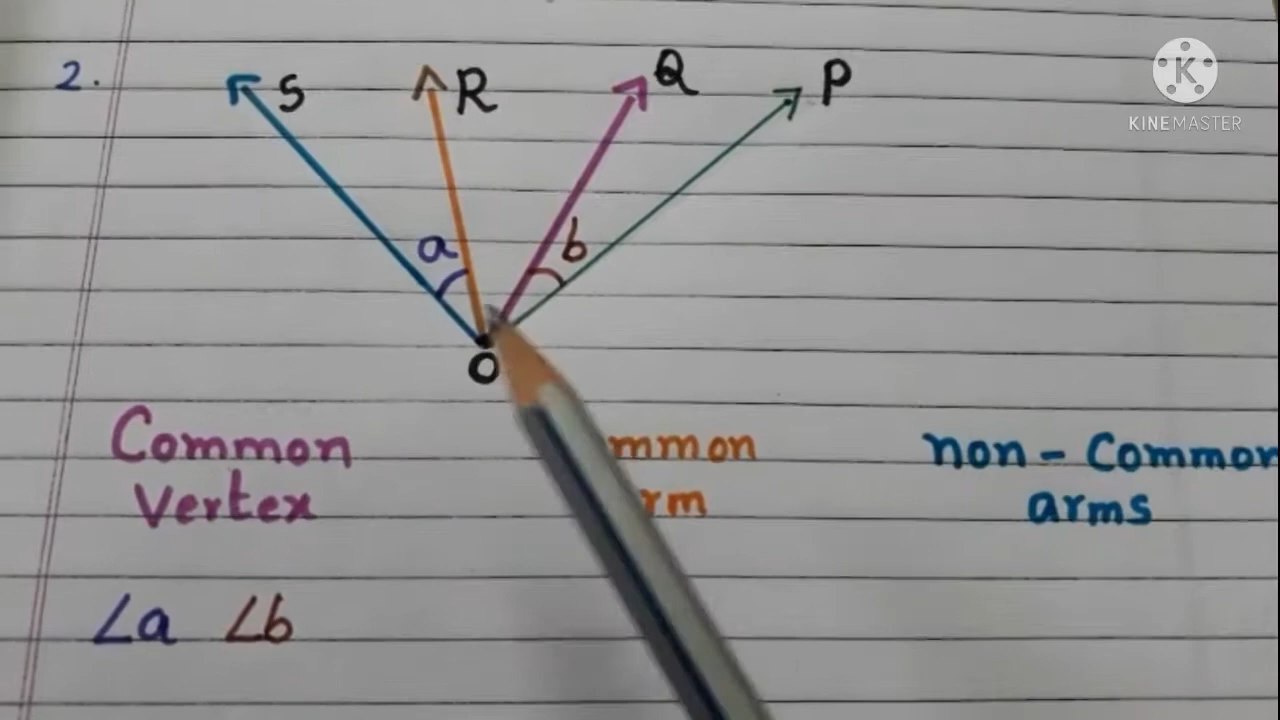 2.
S
R
Q
P
a
b
O
K
KINEMASTER
Common
mmon
non - Common
Vertex
rm
arms
∠a ∠b